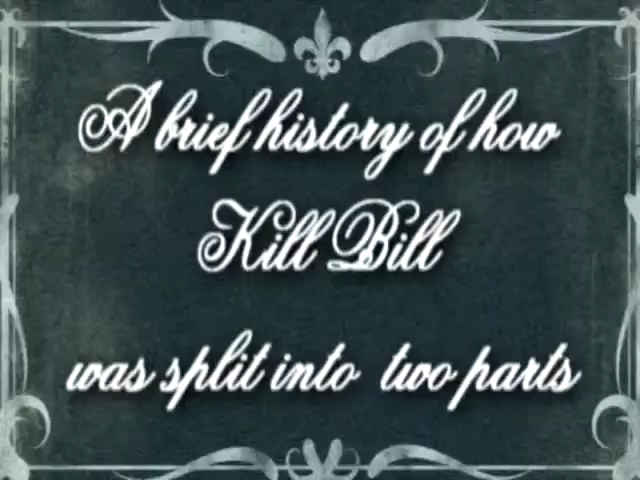 A brief history of how
Kill Bill
was split into two parts